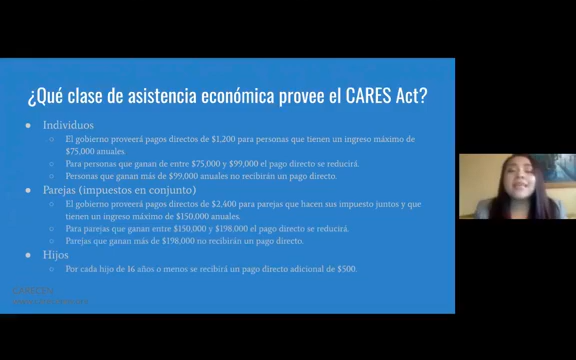 ¿Qué clase de asistencia económica provee el CARES Act?
● Individuos
○ El gobierno proveerá pagos directos de $1,200 para personas que tienen un ingreso máximo de
$75,000 anuales.
○ Para personas que ganan de entre $75,000 y $99,000 el pago directo se reducirá.
○ Personas que ganan más de $99,000 anuales no recibirán un pago directo.
● Parejas (impuestos en conjunto)
○ El gobierno proveerá pagos directos de $2,400 para parejas que hacen sus impuesto juntos y que
tienen un ingreso máximo de $150,000 anuales.
○ Para parejas que ganan entre $150,000 y $198,000 el pago directo se reducirá.
○ Parejas que ganan más de $198,000 no recibirán un pago directo.
● Hijos
○ Por cada hijo de 16 años o menos se recibirá un pago directo adicional de $500.
CARECEN